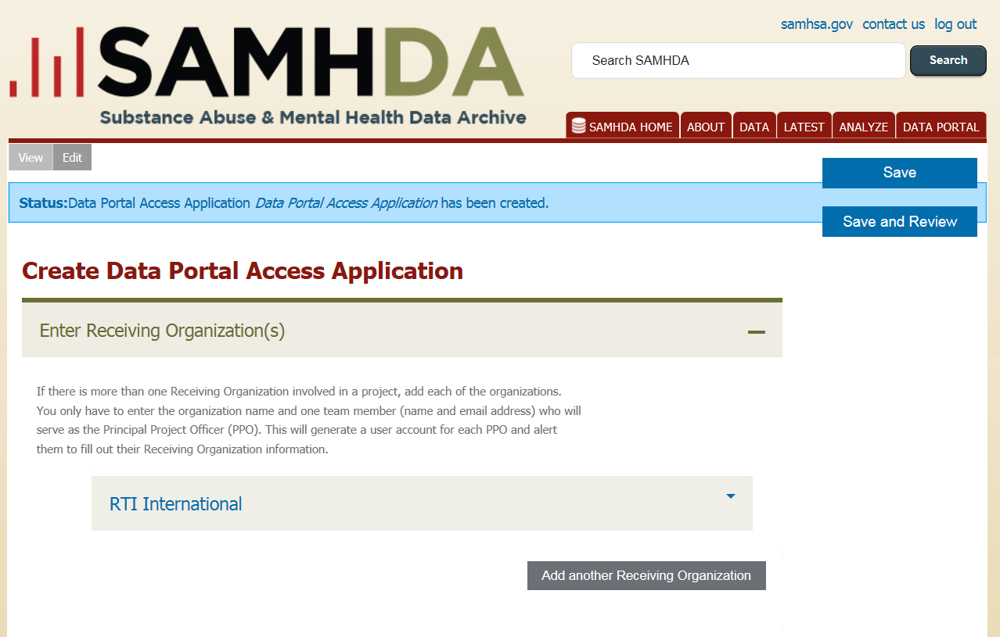 samhsa.gov contact us log out
SAMHDA
Substance Abuse & Mental Health Data Archive
Search SAMHDA
Search
SAMHDA HOME
ABOUT
DATA
LATEST
ANALYZE
DATA PORTAL
View
Edit
Save
Status:Data Portal Access Application Data Portal Access Application has been created.
Save and Review
Create Data Portal Access Application
Enter Receiving Organization(s)
If there is more than one Receiving Organization involved in a project, add each of the organizations.
You only have to enter the organization name and one team member (name and email address) who will
serve as the Principal Project Officer (PPO). This will generate a user account for each PPO and alert
them to fill out their Receiving Organization information.
RTI International
Add another Receiving Organization